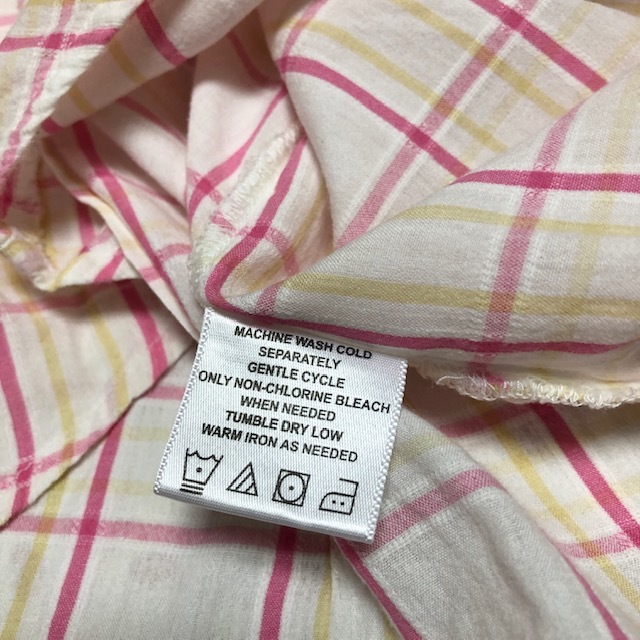 MACHINE WASH COLD
SEPARATELY
GENTLE CYCLE
ONLY NON-CHLORINE BLEACH
WHEN NEEDED
TUMBLE DRY LOW
WARM IRON AS NEEDED